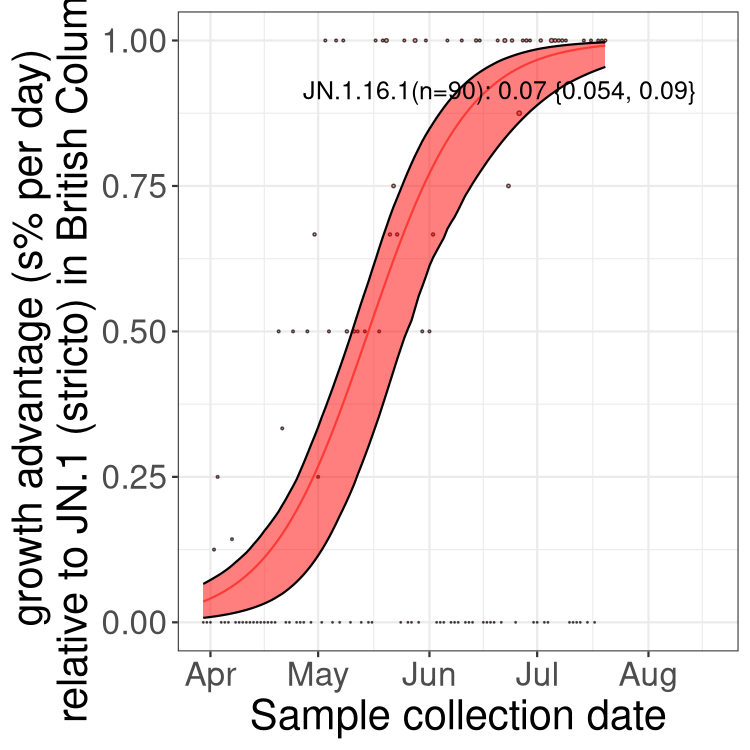 growth advantage (s% per day)
relative to JN.1 (stricto) in British Colum
1.00
0.75
0.50
0.25
0.00
JN.1.16.1(n=90): 0.07 {0.054, 0.09}
Apr May Jun Jul Aug
Sample collection date